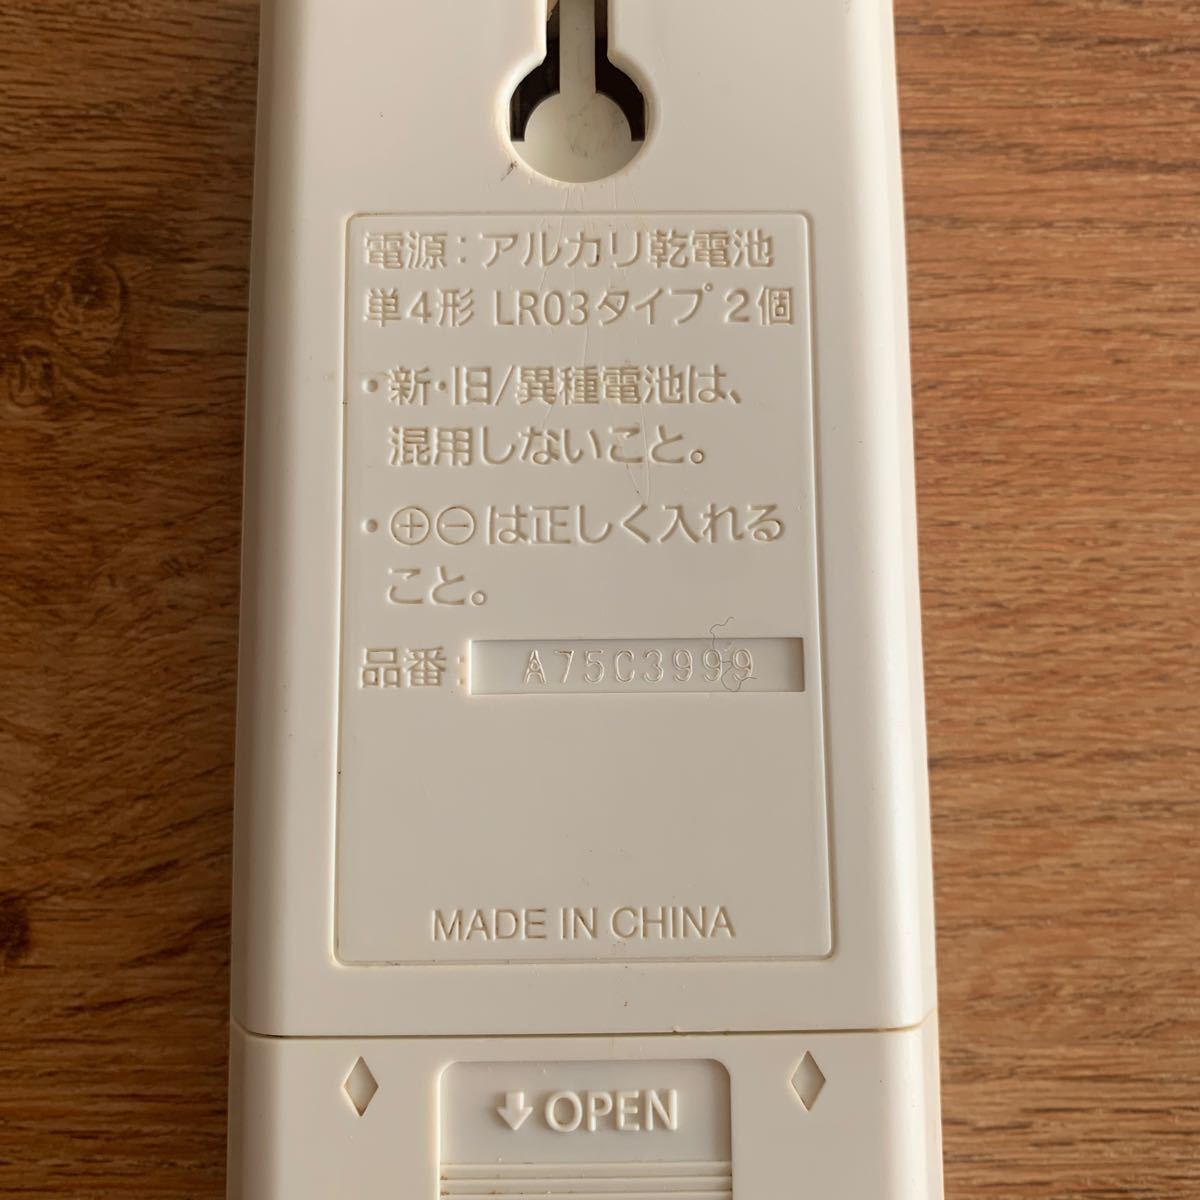 電源：アルカリ乾電池
単4形 LR03タイプ 2個
・新・旧/異種電池は、
混用しないこと。
・⊕⊖は正しく入れる
こと。
品番：A75C3999
MADE IN CHINA
OPEN